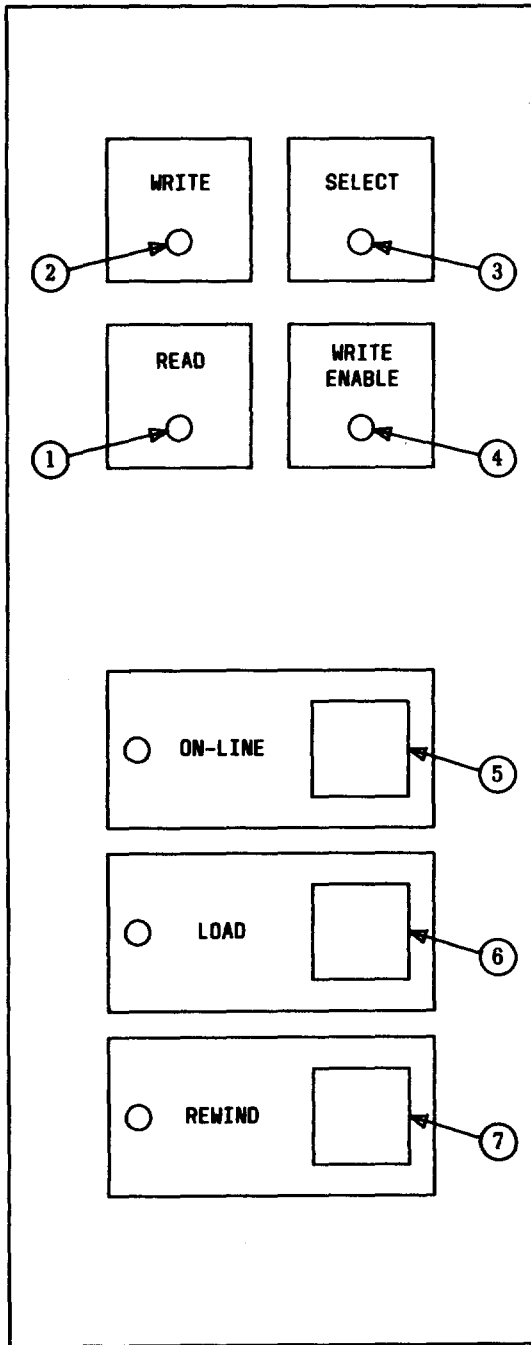 WRITE
SELECT
2
3
READ
WRITE
ENABLE
1
4
ON-LINE
5
LOAD
6
REWIND
7